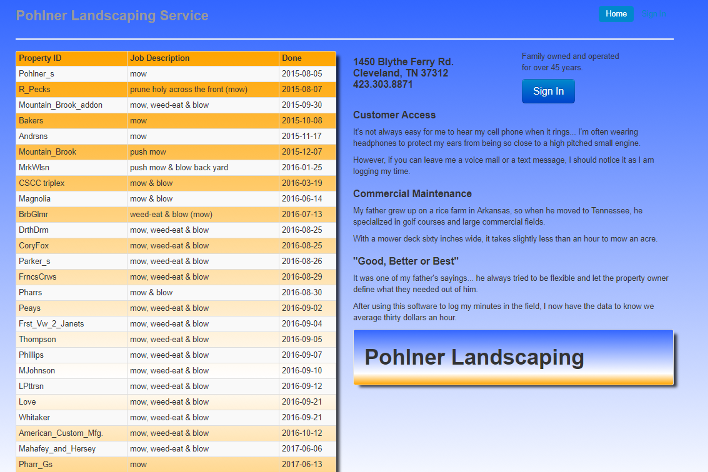 Pohlner Landscaping Service
Home
Property ID Job Description Done
Pohlner_s mow 2015-08-05
R_Pecks prune holy across the front (mow) 2015-08-07
Mountain_Brook_addon mow, weed-eat & blow 2015-09-30
Bakers mow 2015-10-08
Andrsns mow 2015-11-17
Mountain_Brook push mow 2015-12-07
MrkWlsn push mow & blow back yard 2016-01-25
CSCC triplex mow & blow 2016-03-19
Magnolia mow & blow 2016-06-14
BrbGlmr weed-eat & blow (mow) 2016-07-13
DrthDrm mow, weed-eat & blow 2016-08-25
CoryFox mow, weed-eat & blow 2016-08-25
Parker_s mow, weed-eat & blow 2016-08-26
FrncsCrws mow, weed-eat & blow 2016-08-29
Pharrs mow & blow 2016-08-30
Peays mow, weed-eat & blow 2016-09-02
Frst_Vw_2_Janets mow, weed-eat & blow 2016-09-04
Thompson mow, weed-eat & blow 2016-09-05
Phillips mow, weed-eat & blow 2016-09-07
MJohnson mow, weed-eat & blow 2016-09-10
LPttrsn mow, weed-eat & blow 2016-09-12
Love mow, weed-eat & blow 2016-09-21
Whitaker mow, weed-eat & blow 2016-09-21
American_Custom_Mfg. mow, weed-eat & blow 2016-10-12
Mahafey_and_Hersey mow, weed-eat & blow 2017-06-06
Pharr_Gs mow 2017-06-13
1450 Blythe Ferry Rd.
Cleveland, TN 37312
423.303.8871
Family owned and operated
for over 45 years.
Sign In
Customer Access
It's not always easy for me to hear my cell phone when it rings... I'm often wearing
headphones to protect my ears from being so close to a high pitched small engine.
However, if you can leave me a voice mail or a text message, I should notice it as I am
logging my time.
Commercial Maintenance
My father grew up on a rice farm in Arkansas, so when he moved to Tennessee, he
specialized in golf courses and large commercial fields.
With a mower deck sixty inches wide, it takes slightly less than an hour to mow an acre.
"Good, Better or Best"
It was one of my father's sayings... he always tried to be flexible and let the property owner
define what they needed out of him.
After using this software to log my minutes in the field, I now have the data to know we
average thirty dollars an hour.
Pohlner Landscaping